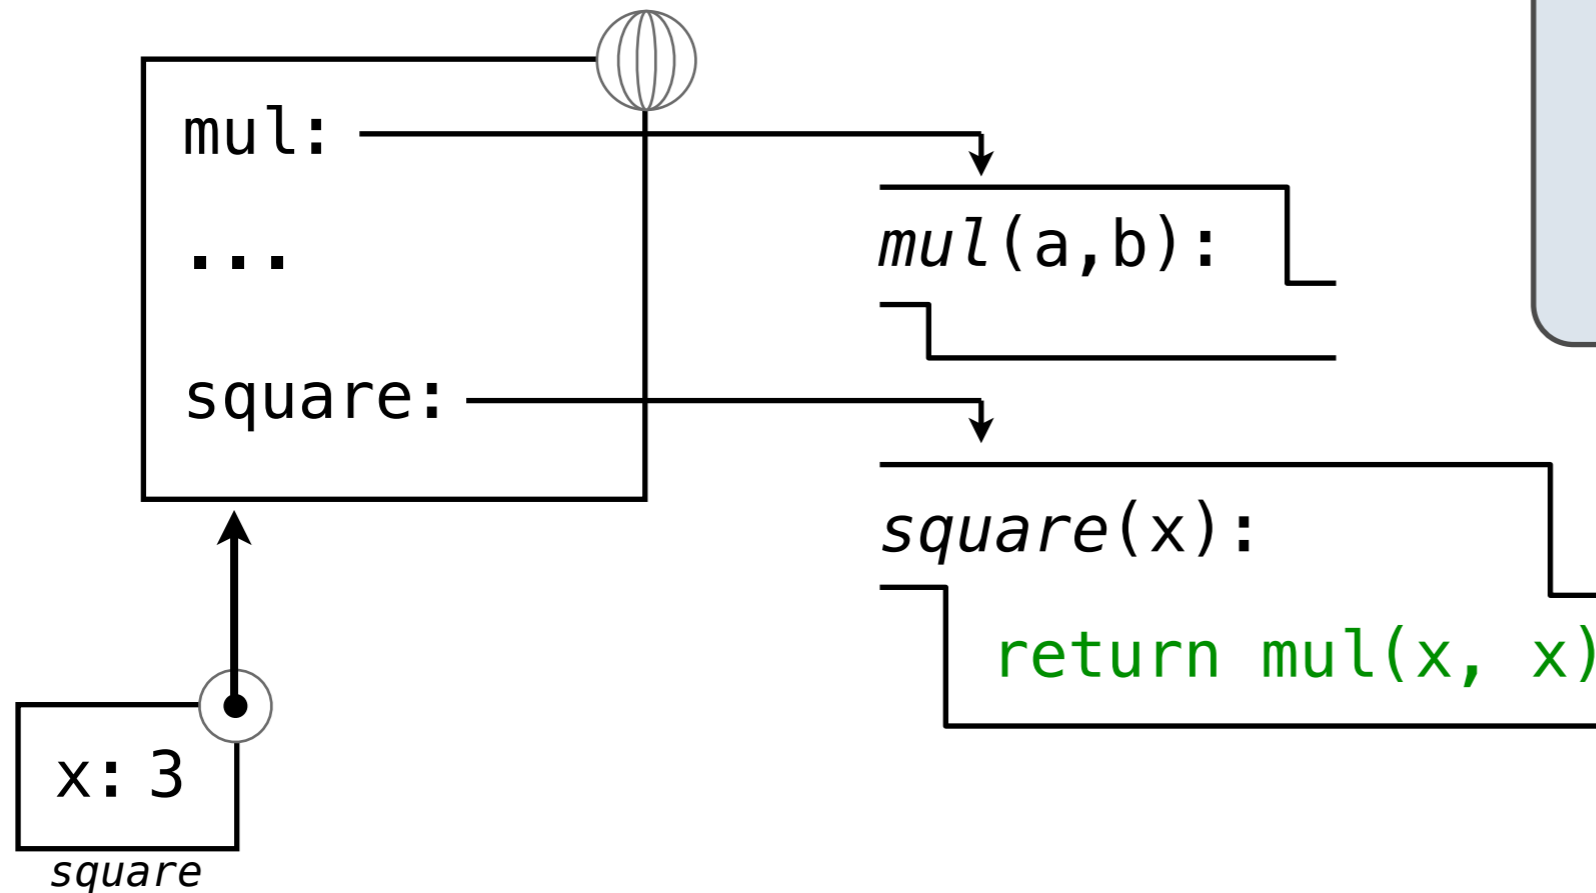 mul:
...
square:
mul(a,b):
square(x):
return mul(x, x)
x: 3
square